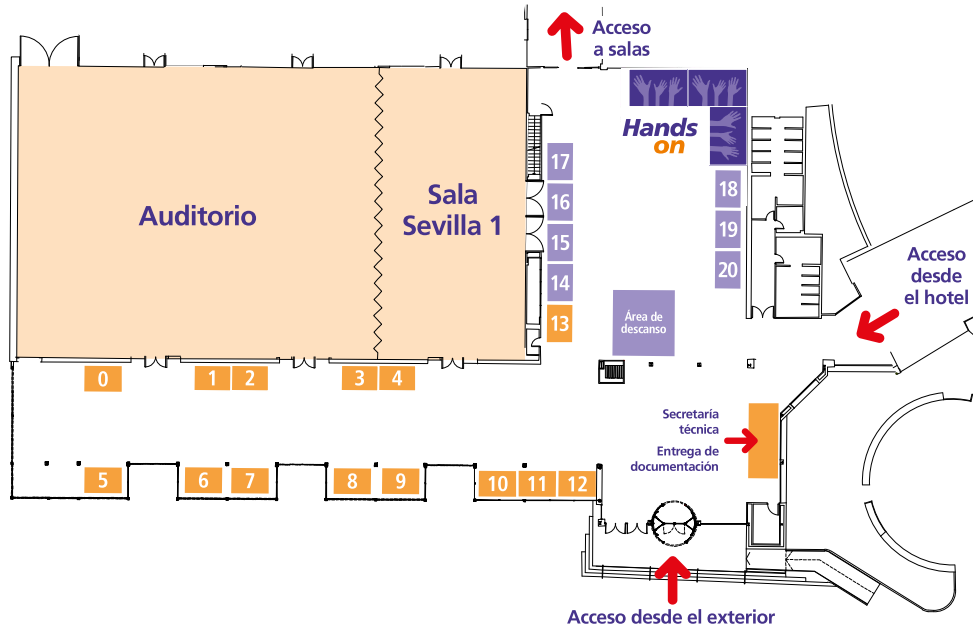 Acceso
a salas
Hands
on
17
18
Auditorio
Sala
Sevilla 1
16
19
15
20
Acceso
desde
el hotel
14
13
Área de
descanso
0
1
2
3
4
Secretaría
técnica
Entrega de
documentación
5
6
7
8
9
10
11
12
Acceso desde el exterior